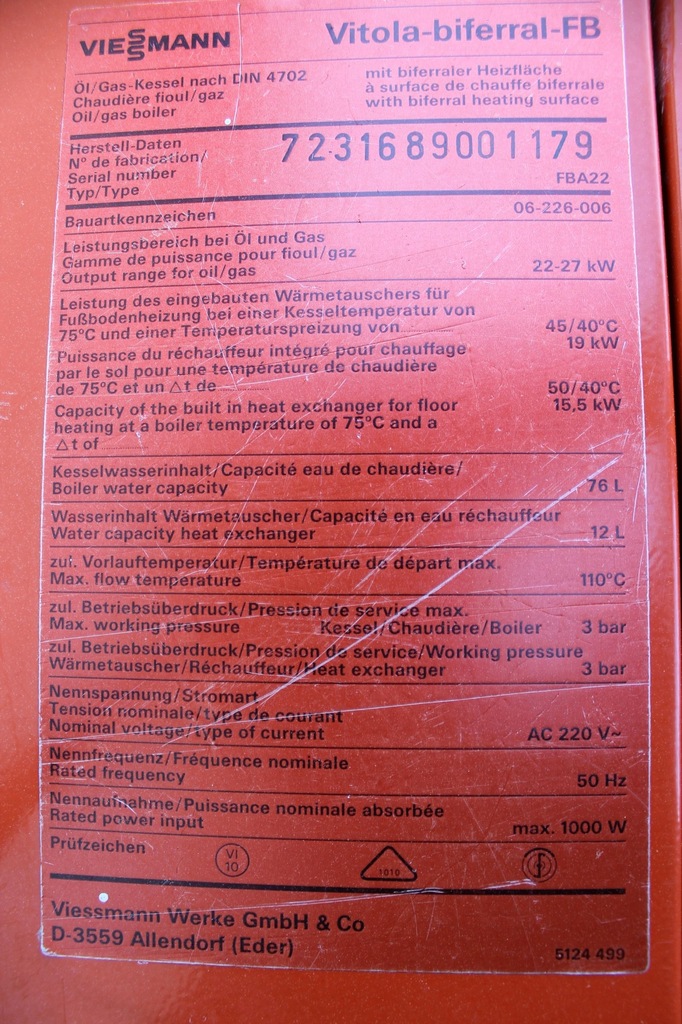 VIESSMANN Vitola-biferral-FB
Öl/Gas-Kessel nach DIN 4702
Chaudière fioul/gaz
Oil/gas boiler
mit biferraler Heizfläche
à surface de chauffe biferrale
with biferral heating surface
Herstell-Daten
N° de fabrication/
Serial number
7231689001179
Typ/Type FBA22
Bauartkennzeichen 06-226-006
Leistungsbereich bei Öl und Gas
Gamme de puissance pour fioul/gaz
Output range for oil/gas 22-27 kW
Leistung des eingebauten Wärmetauschers für
Fußbodenheizung bei einer Kesseltemperatur von
75°C und einer Temperaturspreizung von............ 45/40°C
19 kW
Puissance du réchauffeur intégré pour chauffage
par le sol pour une température de chaudière
de 75°C et un △t de............ 50/40°C
15,5 kW
Capacity of the built in heat exchanger for floor
heating at a boiler temperature of 75°C and a
△t of............
Kesselwasserinhalt/Capacité eau de chaudière/
Boiler water capacity 76 L
Wasserinhalt Wärmetauscher/Capacité en eau réchauffeur
Water capacity heat exchanger 12 L
zul. Vorlauftemperatur/Température de départ max.
Max. flow temperature 110°C
zul. Betriebsüberdruck/Pression de service max.
Max. working pressure Kessel/Chaudière/Boiler 3 bar
zul. Betriebsüberdruck/Pression de service/Working pressure
Wärmetauscher/Réchauffeur/Heat exchanger 3 bar
Nennspannung/Stromart
Tension nominale/type de courant
Nominal voltage/type of current AC 220 V~
Nennfrequenz/Fréquence nominale
Rated frequency 50 Hz
Nennaufnahme/Puissance nominale absorbée
Rated power input max. 1000 W
Prüfzeichen VI
10
1010
Viessmann Werke GmbH & Co
D-3559 Allendorf (Eder) 5124 499